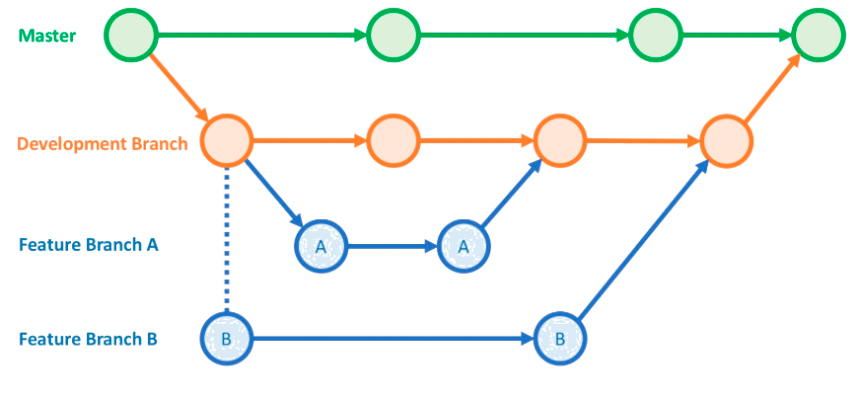 Master
Development Branch
Feature Branch A
A
A
Feature Branch B
B
B